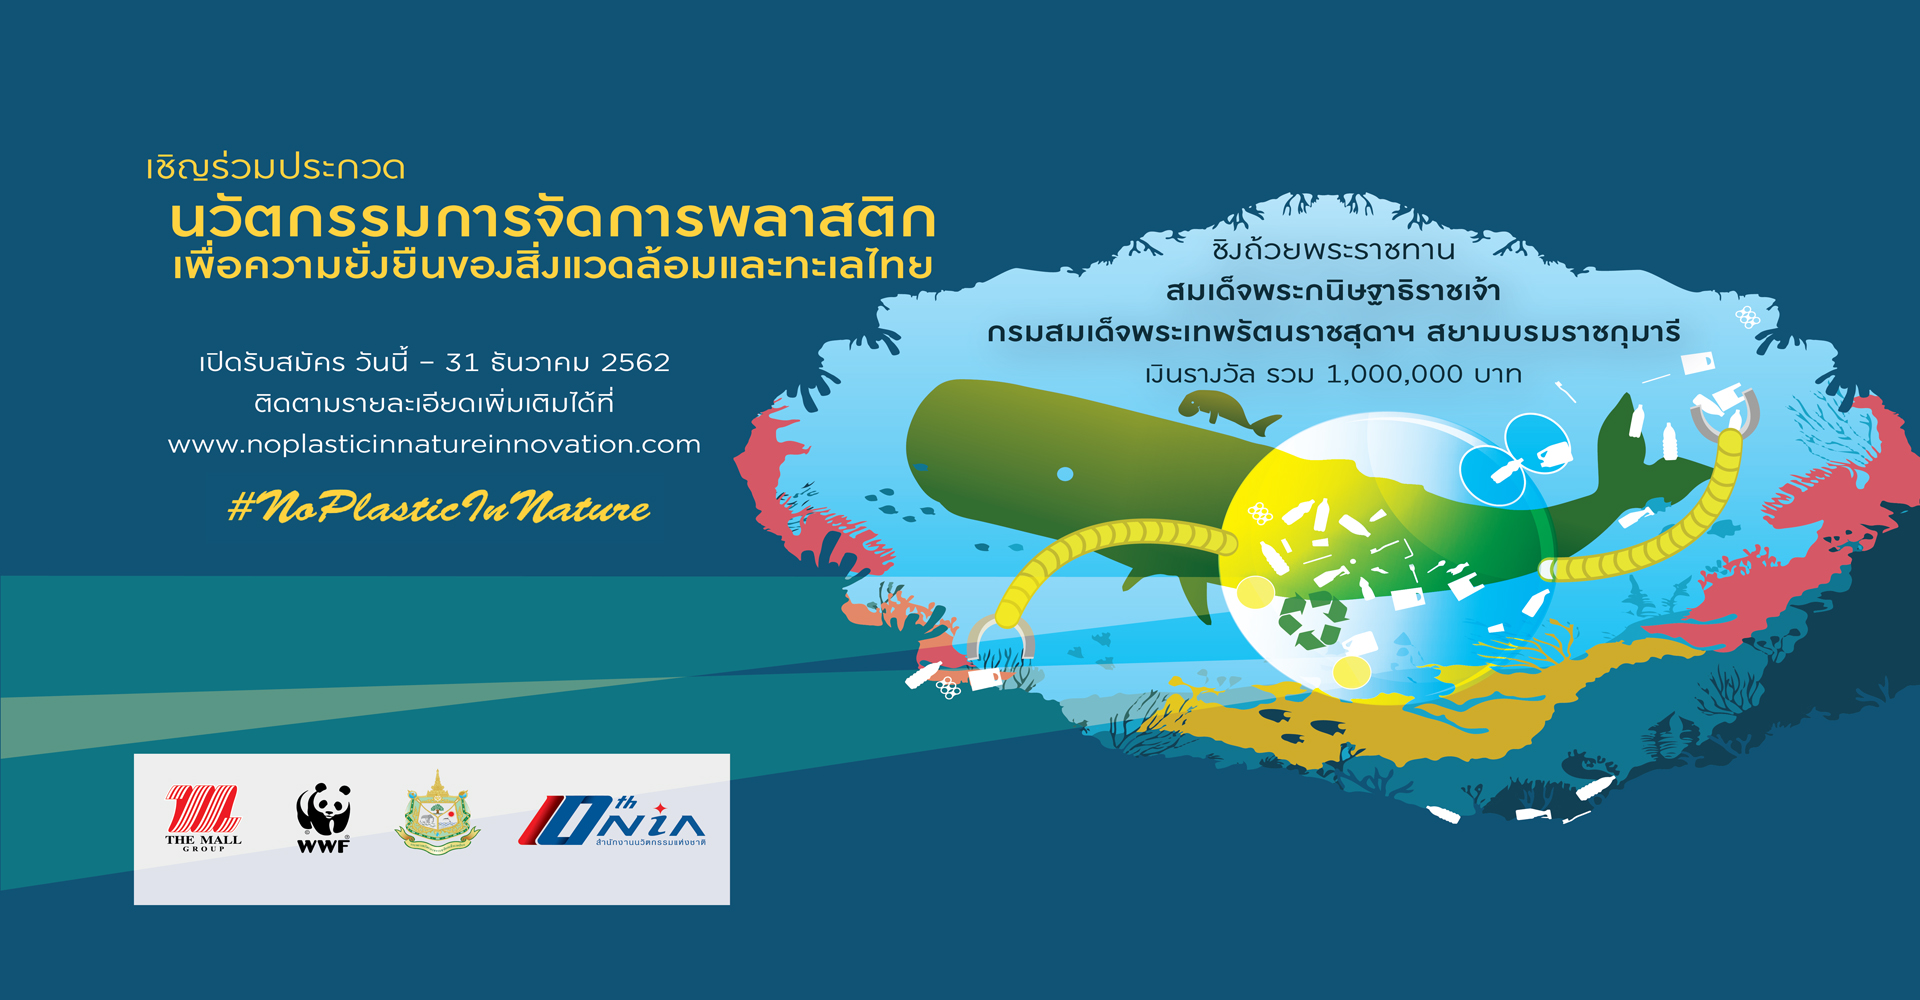 เชิญร่วมประกวด
นวัตกรรมการจัดการพลาสติก
เพื่อความยั่งยืนของสิ่งแวดล้อมและทะเลไทย
เปิดรับสมัคร วันนี้ – 31 ธันวาคม 2562
ติดตามรายละเอียดเพิ่มเติมได้ที่
www.noplasticinnatureinnovation.com
#NoPlasticInNature
ชิงถ้วยพระราชทาน
สมเด็จพระกนิษฐาธิราชเจ้า
กรมสมเด็จพระเทพรัตนราชสุดาฯ สยามบรมราชกุมารี
เงินรางวัล รวม 1,000,000 บาท
THE MALL
GROUP
WWF
10th NiA
สำนักงานนวัตกรรมแห่งชาติ